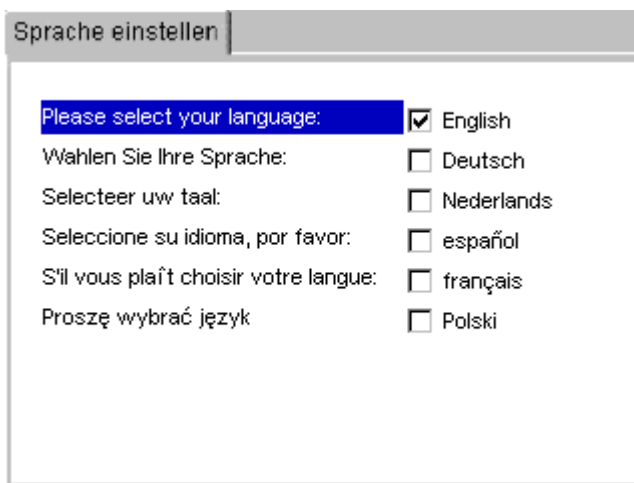 Sprache einstellen
Please select your language: English
Wahlen Sie Ihre Sprache: Deutsch
Selecteer uw taal: Nederlands
Seleccione su idioma, por favor: español
S'il vous plaît choisir votre langue: français
Proszę wybrać język Polski